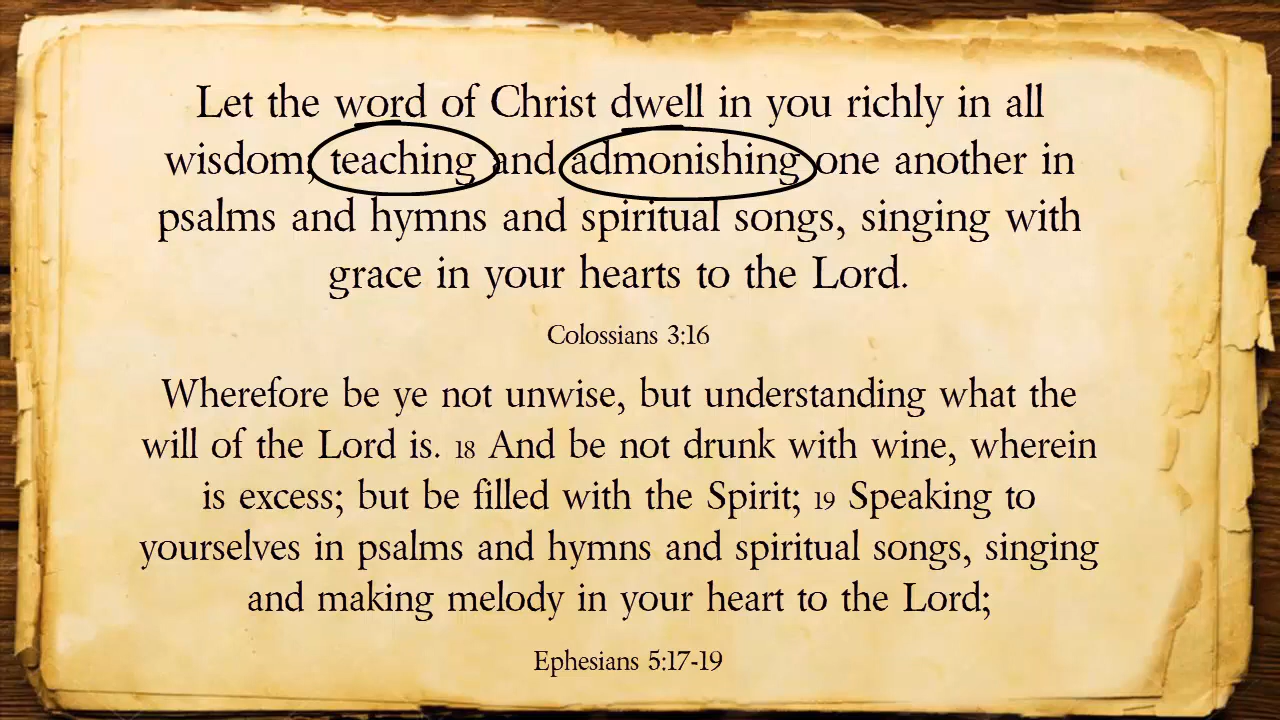 Let the word of Christ dwell in you richly in all
wisdom; teaching and admonishing one another in
psalms and hymns and spiritual songs, singing with
grace in your hearts to the Lord.
Colossians 3:16
Wherefore be ye not unwise, but understanding what the
will of the Lord is. 18 And be not drunk with wine, wherein
is excess; but be filled with the Spirit; 19 Speaking to
yourselves in psalms and hymns and spiritual songs, singing
and making melody in your heart to the Lord;
Ephesians 5:17-19